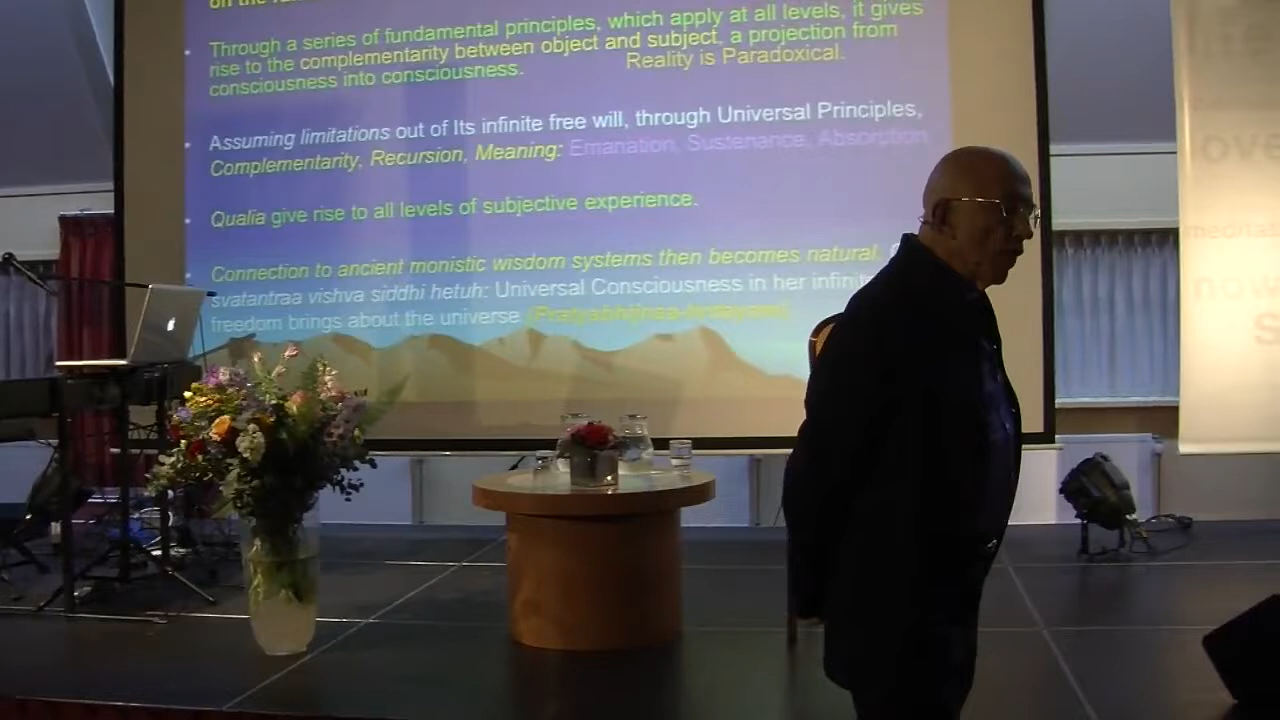 on the
Through a series of fundamental principles, which apply at all levels, it gives
rise to the complementarity between object and subject, a projection from
consciousness into consciousness. Reality is Paradoxical.
Assuming limitations out of Its infinite free will, through Universal Principles,
Complementarity, Recursion, Meaning: Emanation, Sustenance, Absorption
Qualia give rise to all levels of subjective experience.
Connection to ancient monistic wisdom systems then becomes natural.
svatantraa vishva siddhi hetuh: Universal Consciousness in her
freedom brings about the universe
now